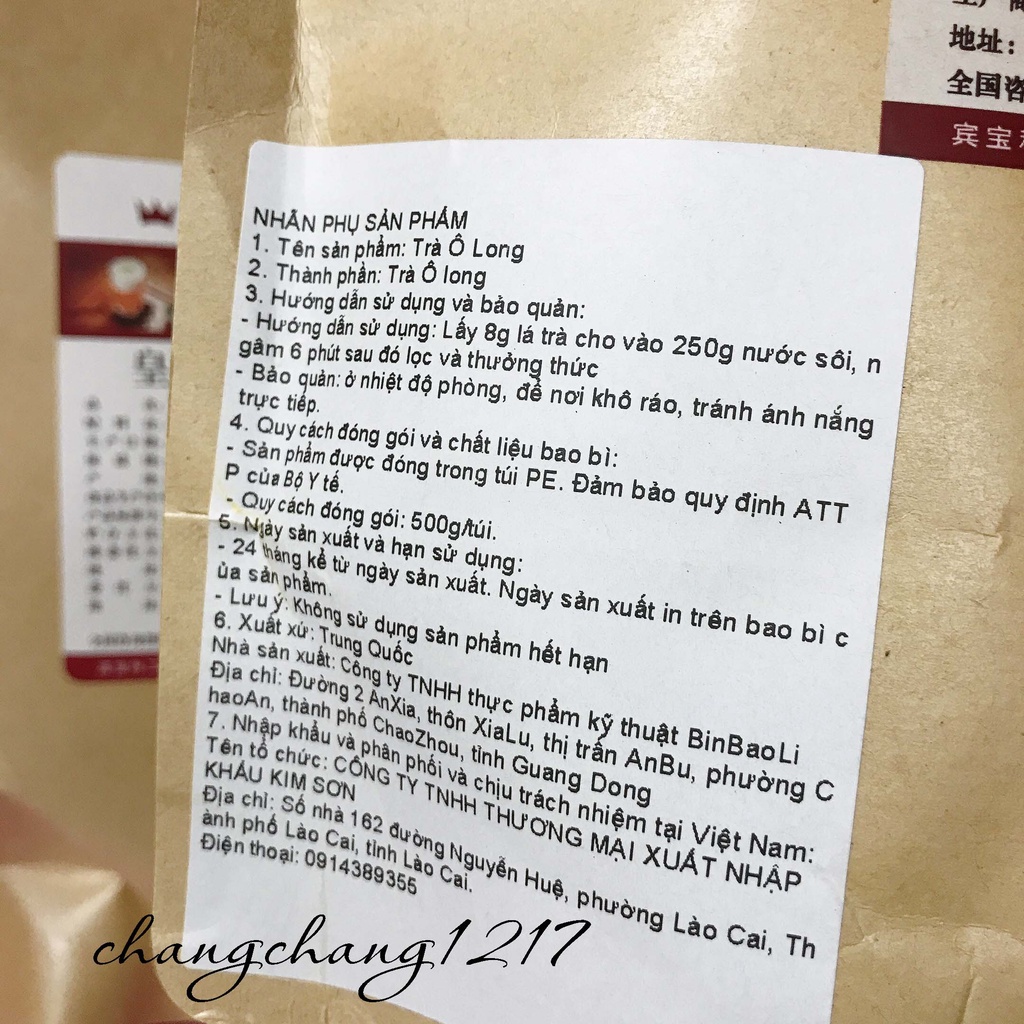 地址:
全国咨
宾宝
NHÃN PHỤ SẢN PHẨM
1. Tên sản phẩm: Trà Ô Long
2. Thành phần: Trà Ô long
3. Hướng dẫn sử dụng và bảo quản:
- Hướng dẫn sử dụng: Lấy 8g lá trà cho vào 250g nước sôi, n
gâm 6 phút sau đó lọc và thưởng thức
- Bảo quản: ở nhiệt độ phòng, để nơi khô ráo, tránh ánh nắng
trực tiếp.
4. Quy cách đóng gói và chất liệu bao bì:
- Sản phẩm được đóng trong túi PE. Đảm bảo quy định ATT
P của Bộ Y tế.
- Quy cách đóng gói: 500g/túi.
5. Ngày sản xuất và hạn sử dụng:
- 24 tháng kể từ ngày sản xuất. Ngày sản xuất in trên bao bì c
ủa sản phẩm.
- Lưu ý: Không sử dụng sản phẩm hết hạn
6. Xuất xứ: Trung Quốc
Nhà sản xuất: Công ty TNHH thực phẩm kỹ thuật BinBaoLi
Địa chỉ: Đường 2 AnXia, thôn XiaLu, thị trấn AnBu, phường C
haoAn, thành phố ChaoZhou, tỉnh Guang Dong
7. Nhập khẩu và phân phối và chịu trách nhiệm tại Việt Nam:
Tên tổ chức: CÔNG TY TNHH THƯƠNG MẠI XUẤT NHẬP
KHẨU KIM SƠN
Địa chỉ: Số nhà 162 đường Nguyễn Huệ, phường Lào Cai, Th
ành phố Lào Cai, tỉnh Lào Cai.
Điện thoại: 0914389355
changchang1217